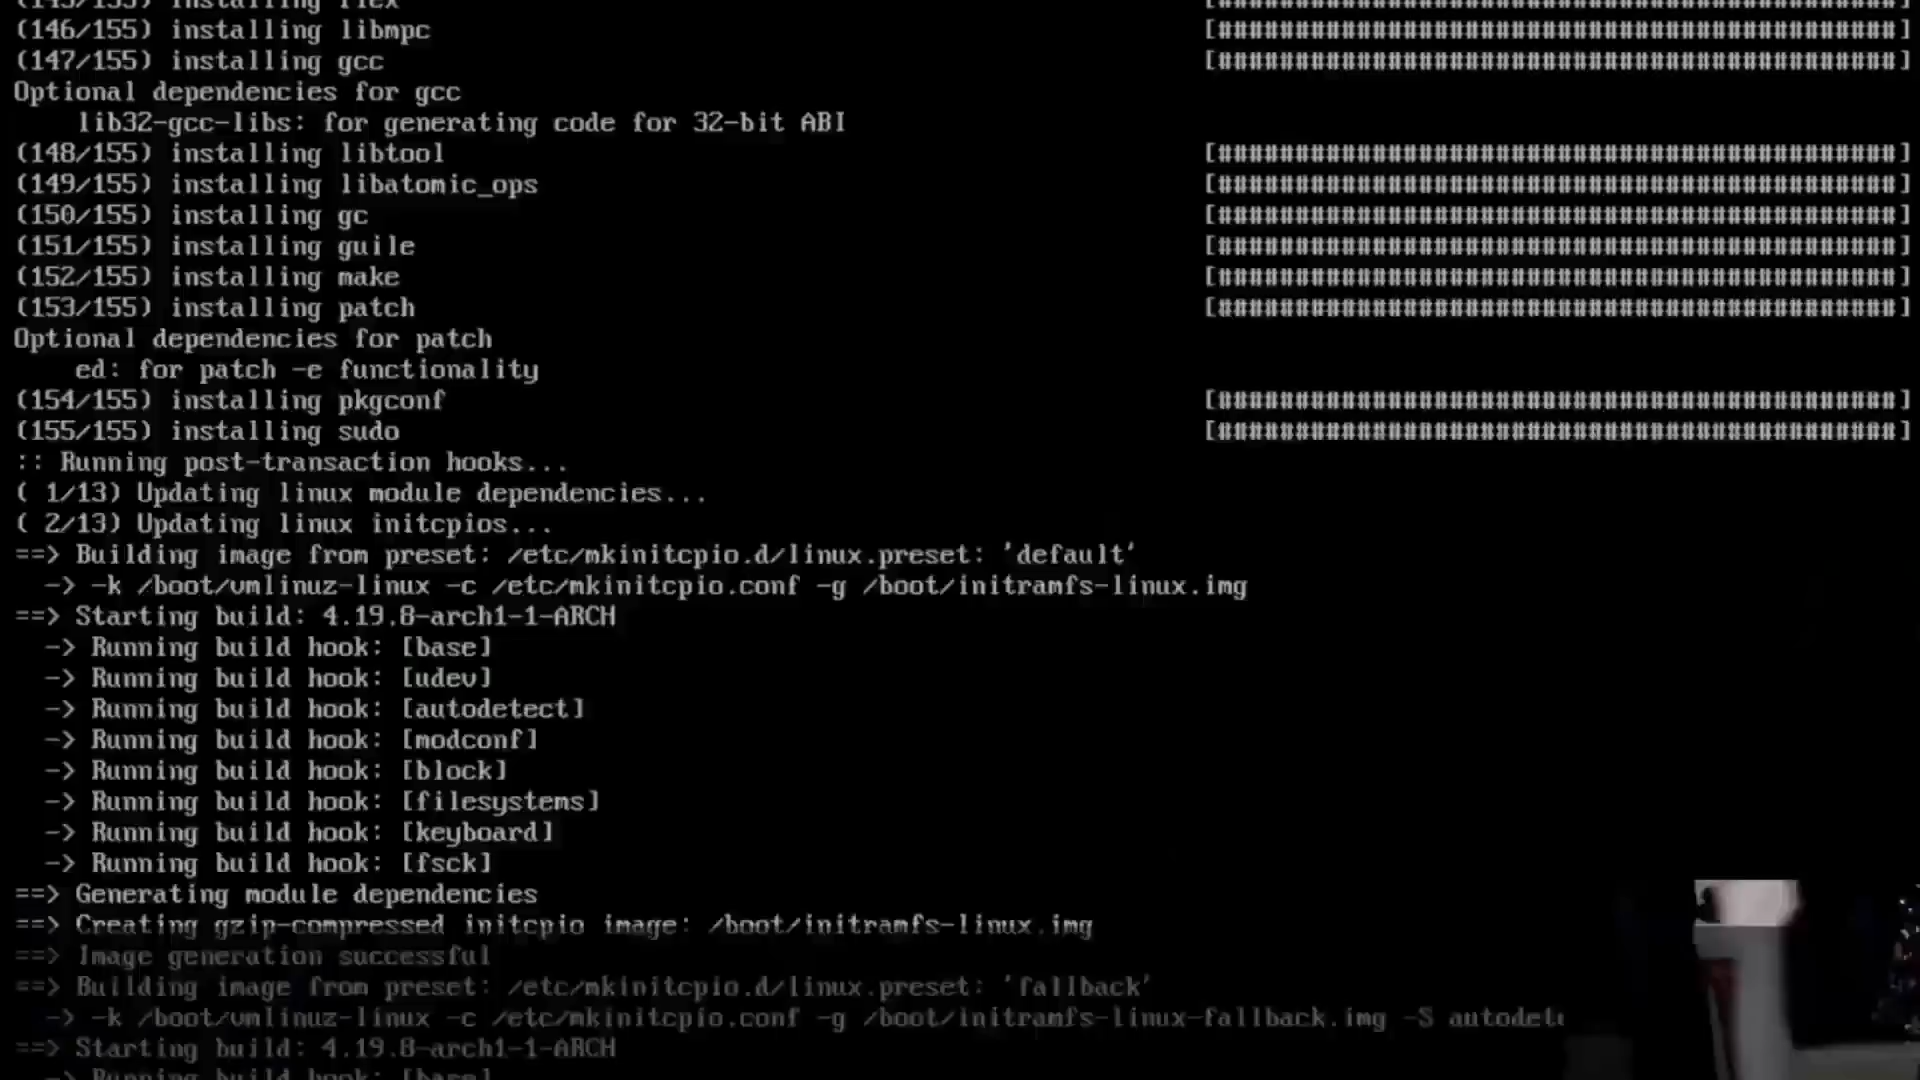 (145/155) installing flex [############################################]
(146/155) installing libmpc [############################################]
(147/155) installing gcc [############################################]
Optional dependencies for gcc
lib32-gcc-libs: for generating code for 32-bit ABI
(148/155) installing libtool [############################################]
(149/155) installing libatomic_ops [############################################]
(150/155) installing gc [############################################]
(151/155) installing guile [############################################]
(152/155) installing make [############################################]
(153/155) installing patch [############################################]
Optional dependencies for patch
ed: for patch -e functionality
(154/155) installing pkgconf [############################################]
(155/155) installing sudo [############################################]
:: Running post-transaction hooks...
( 1/13) Updating linux module dependencies...
( 2/13) Updating linux initcpios...
==> Building image from preset: /etc/mkinitcpio.d/linux.preset: 'default'
-> -k /boot/vmlinuz-linux -c /etc/mkinitcpio.conf -g /boot/initramfs-linux.img
==> Starting build: 4.19.8-arch1-1-ARCH
-> Running build hook: [base]
-> Running build hook: [udev]
-> Running build hook: [autodetect]
-> Running build hook: [modconf]
-> Running build hook: [block]
-> Running build hook: [filesystems]
-> Running build hook: [keyboard]
-> Running build hook: [fsck]
==> Generating module dependencies
==> Creating gzip-compressed initcpio image: /boot/initramfs-linux.img
==> Image generation successful
==> Building image from preset: /etc/mkinitcpio.d/linux.preset: 'fallback'
-> -k /boot/vmlinuz-linux -c /etc/mkinitcpio.conf -g /boot/initramfs-linux-fallback.img -S autodet
==> Starting build: 4.19.8-arch1-1-ARCH
-> Running build hook: [base]